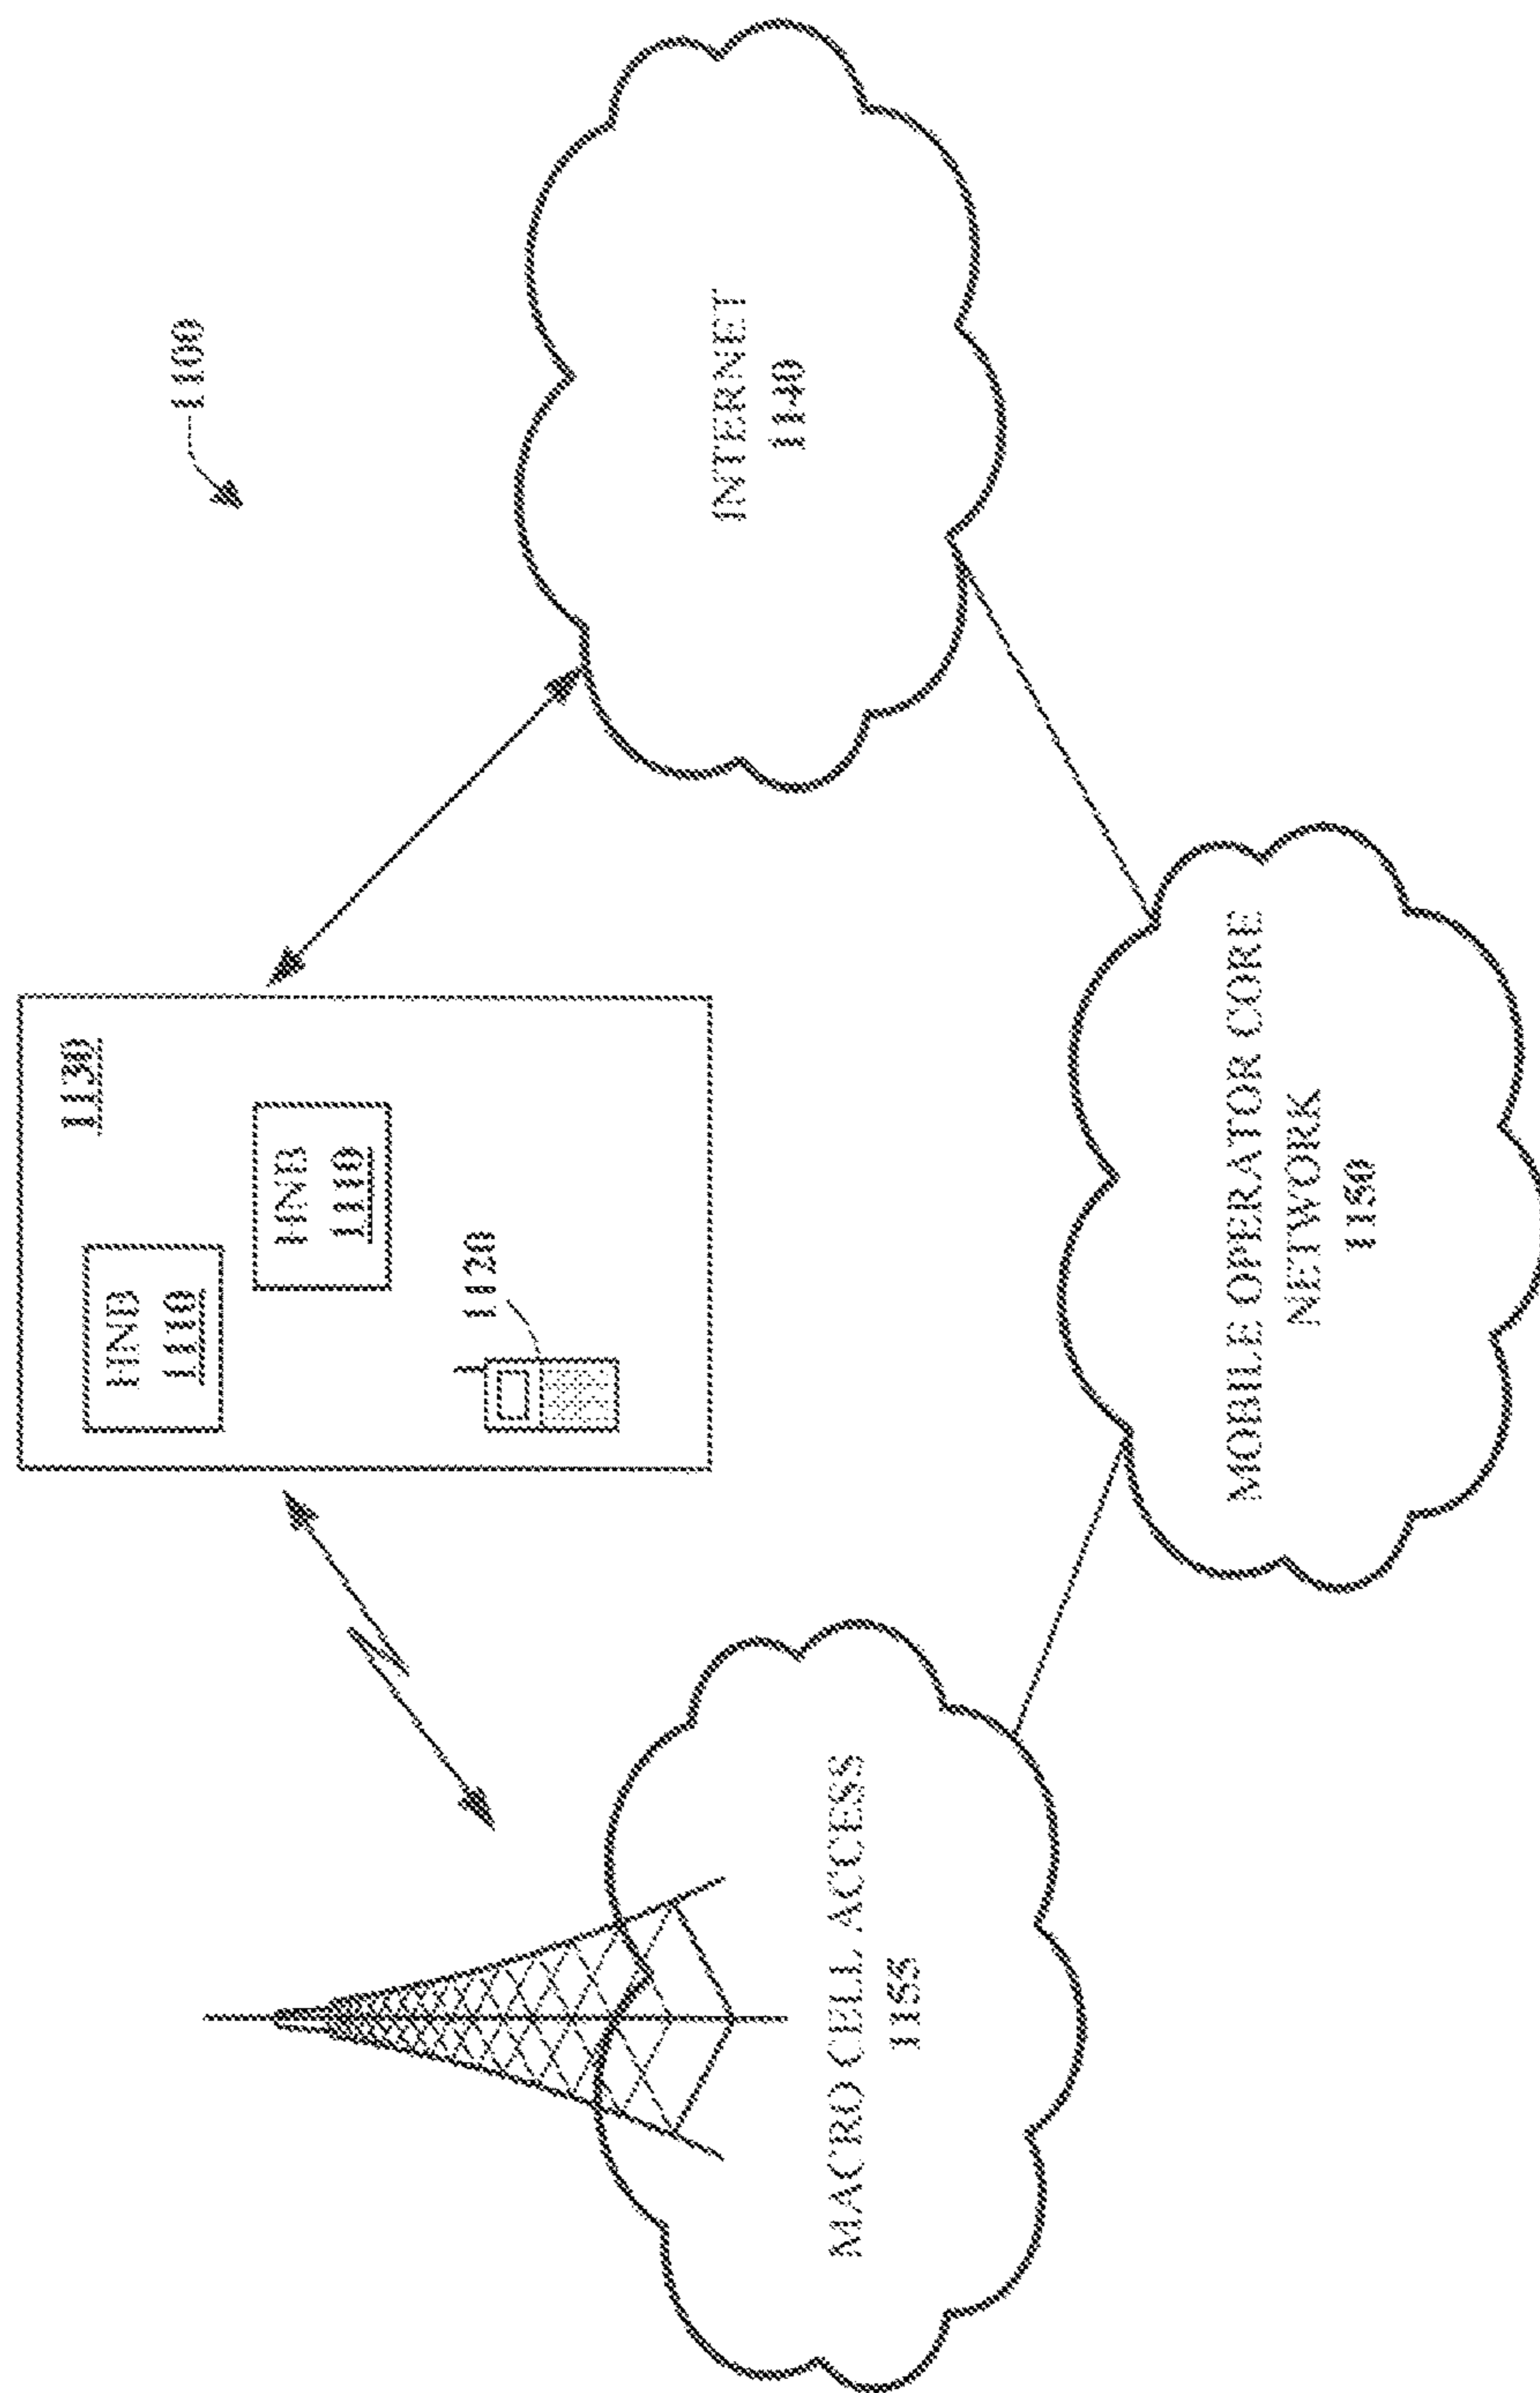 1100
1130
HNB
1110
HNB
1110
1120
MACRO CELL ACCESS
1155
MOBILE OPERATOR CORE
NETWORK
1150
INTERNET
1140